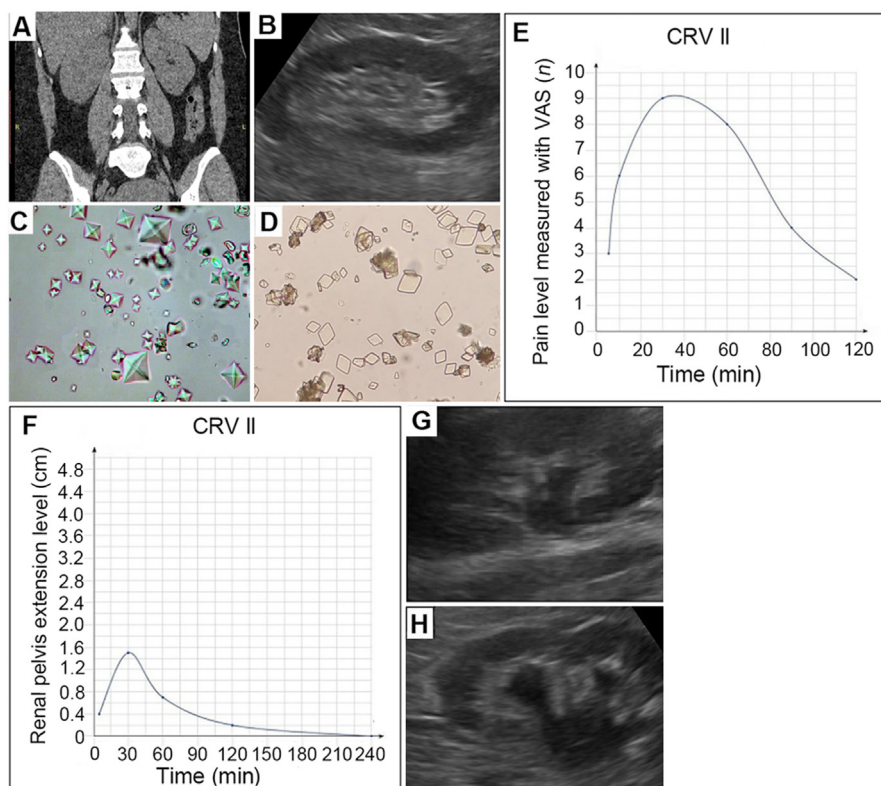 A
R
L
B
C
D
E
CRV II
Pain level measured with VAS (n)
10
9
8
7
6
5
4
3
2
1
0
0 20 40 60 80 100 120
Time (min)
F
CRV II
Renal pelvis extension level (cm)
4.8
4.4
4.0
3.6
3.2
2.8
2.4
2.0
1.6
1.2
0.8
0.4
0
0 30 60 90 120 150 180 210 240
Time (min)
G
H